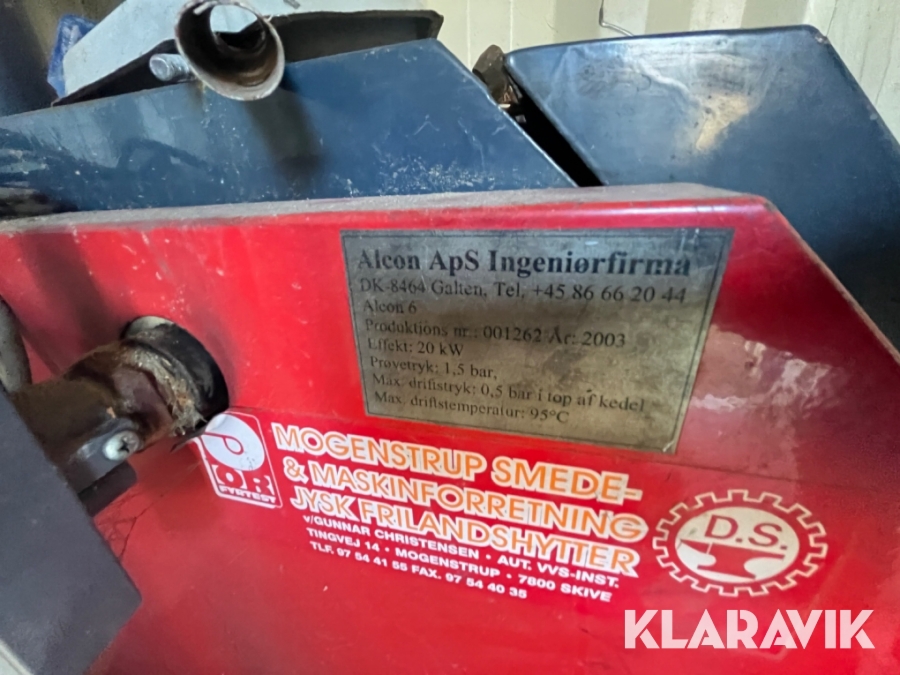 Alcon ApS Ingeniørfirma
DK-8464 Galten, Tel, +45 86 66 20 44
Alcon 6
Produktions nr.: 001262 År: 2003
Effekt: 20 kW
Prøvetryk: 1,5 bar,
Max. driftstryk: 0,5 bar i top af kedel
Max. driftstemperatur: 95°C
OR
FYRTEST
MOGENSTRUP SMEDE-
& MASKINFORRETNING
JYSK FRILANDSHYTTER
v/GUNNAR CHRISTENSEN · AUT. VVS-INST.
TINGVEJ 14 · MOGENSTRUP · 7800 SKIVE
TLF. 97 54 41 55 FAX. 97 54 40 35
D.S.
KLARAVIK